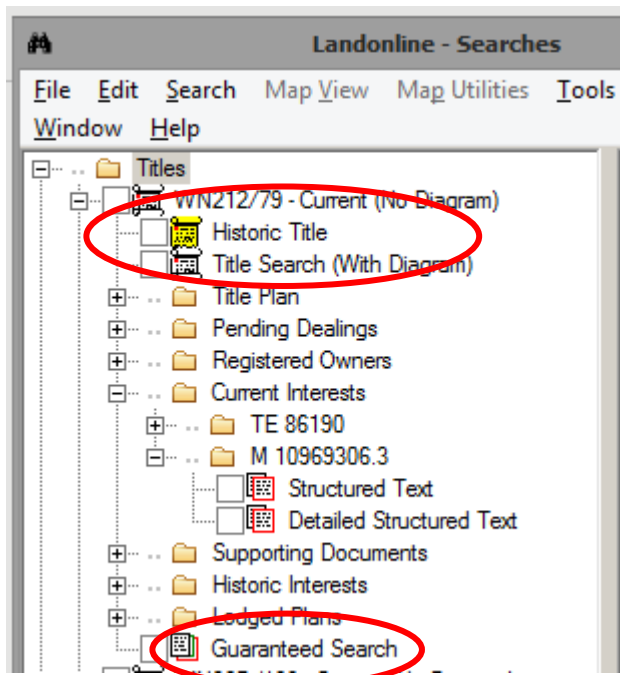 Landonline - Searches
File Edit Search Map View Map Utilities Tools
Window Help
Titles
WN212/79 - Current (No Diagram)
Historic Title
Title Search (With Diagram)
Title Plan
Pending Dealings
Registered Owners
Current Interests
TE 86190
M 10969306.3
Structured Text
Detailed Structured Text
Supporting Documents
Historic Interests
Lodged Plans
Guaranteed Search